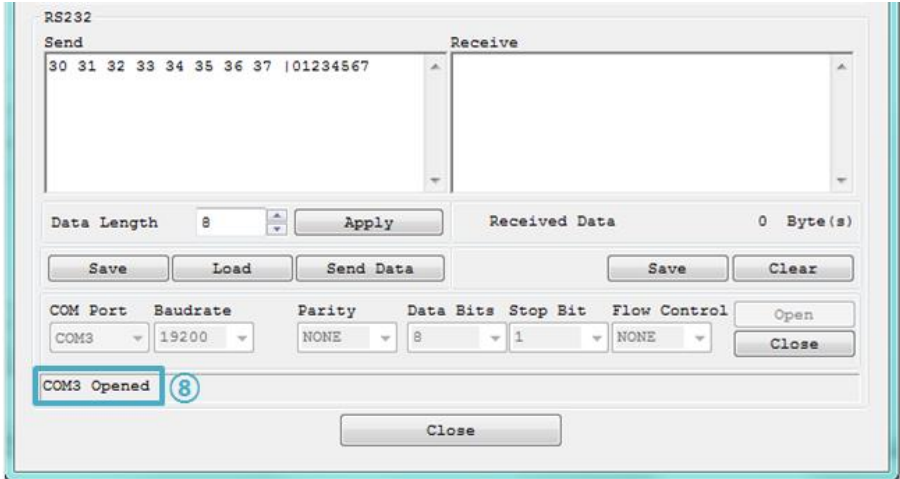 RS232
Send
Receive
30 31 32 33 34 35 36 37 |01234567
Data Length 8 Apply Received Data 0 Byte(s)
Save Load Send Data Save Clear
COM Port Baudrate Parity Data Bits Stop Bit Flow Control Open
COM3 19200 NONE 8 1 NONE Close
COM3 Opened ⑧
Close